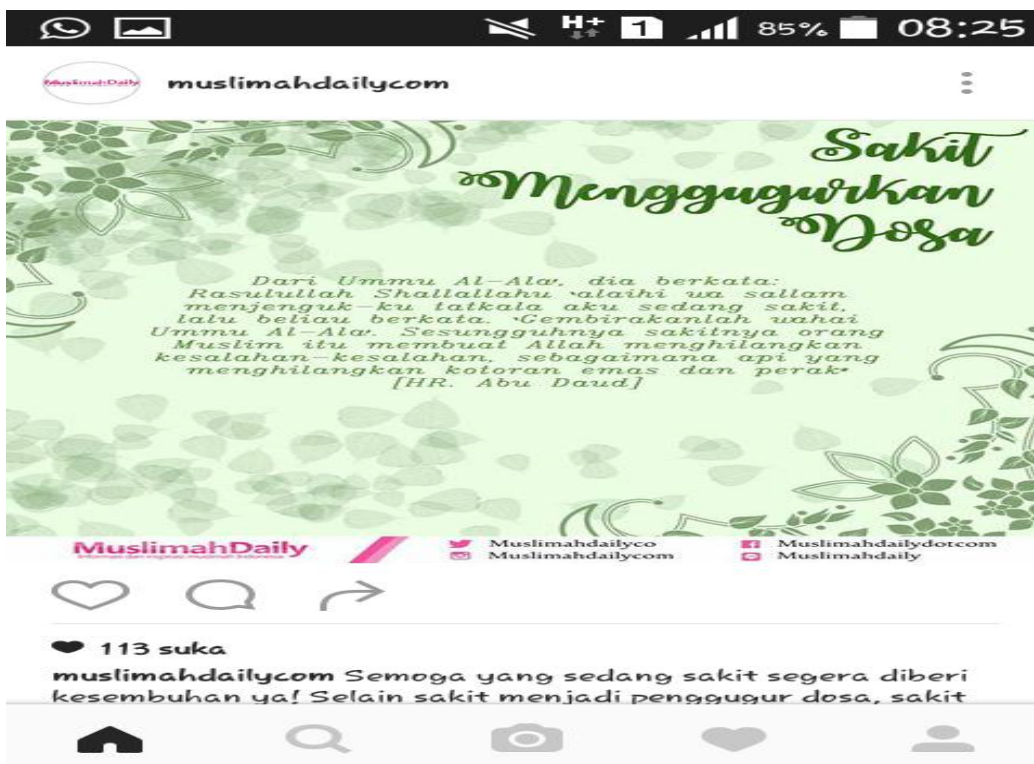 H+ 1 85% 08:25
MuslimahDaily muslimahdailycom
Sakit
Menggugurkan
Dosa
Dari Ummu Al-Ala', dia berkata:
Rasulullah Shallallahu 'alaihi wa sallam
menjenguk-ku tatkala aku sedang sakit,
lalu beliau berkata. "Gembirakanlah wahai
Ummu Al-Ala'. Sesungguhnya sakitnya orang
Muslim itu membuat Allah menghilangkan
kesalahan-kesalahan, sebagaimana api yang
menghilangkan kotoran emas dan perak"
[HR. Abu Daud]
MuslimahDaily
Muslimahdailyco
Muslimahdailycom
Muslimahdailydotcom
Muslimahdaily
113 suka
muslimahdailycom Semoga yang sedang sakit segera diberi
kesembuhan ya! Selain sakit menjadi penggugur dosa, sakit